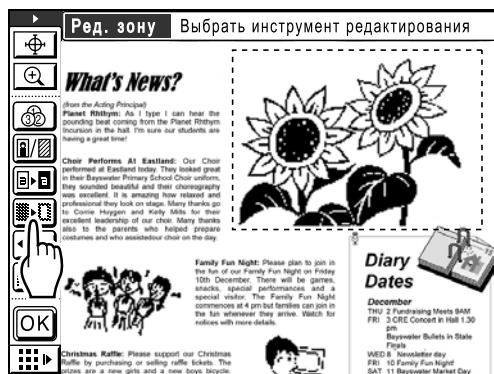 Ред. зону Выбрать инструмент редактирования
What's News?
(from the Acting Principal)
Planet Rhthym: As I type I can hear the
pounding beat coming from the Planet Rhthym
Incursion in the hall. I'm sure our students are
having a great time!
Choir Performs At Eastland: Our Choir
performed at Eastland today. They looked great
in their Bayswater Primary School Choir uniform,
they sounded beautiful and their choreography
was excellent. It is amazing how relaxed and
professional they look on stage. Many thanks go
to Corrie Huygen and Kelly Mills for their
excellent leadership of our choir. Many thanks
also to the parents who helped prepare
costumes and who assistedour choir on the day.
Family Fun Night: Please plan to join in
the fun of our Family Fun Night on Friday
10th December. There will be games,
snacks, special performances and a
special visitor. The Family Fun Night
commences at 4 pm but families can join in
the fun whenever they arrive. Watch for
notices with more details.
Christmas Raffle: Please support our Christmas
Raffle by purchasing or selling raffle tickets. The
prizes are a new girls and a new boys bicycle.
Diary
Dates
December
THU 2 Fundraising Meets 9AM
FRI 3 CRE Concert in Hall 1.30
pm
Bayswater Bullets in State
Finals
WED 8 Newsletter day
FRI 10 Family Fun Night!
SAT 11 Bayswater Market Day
OK